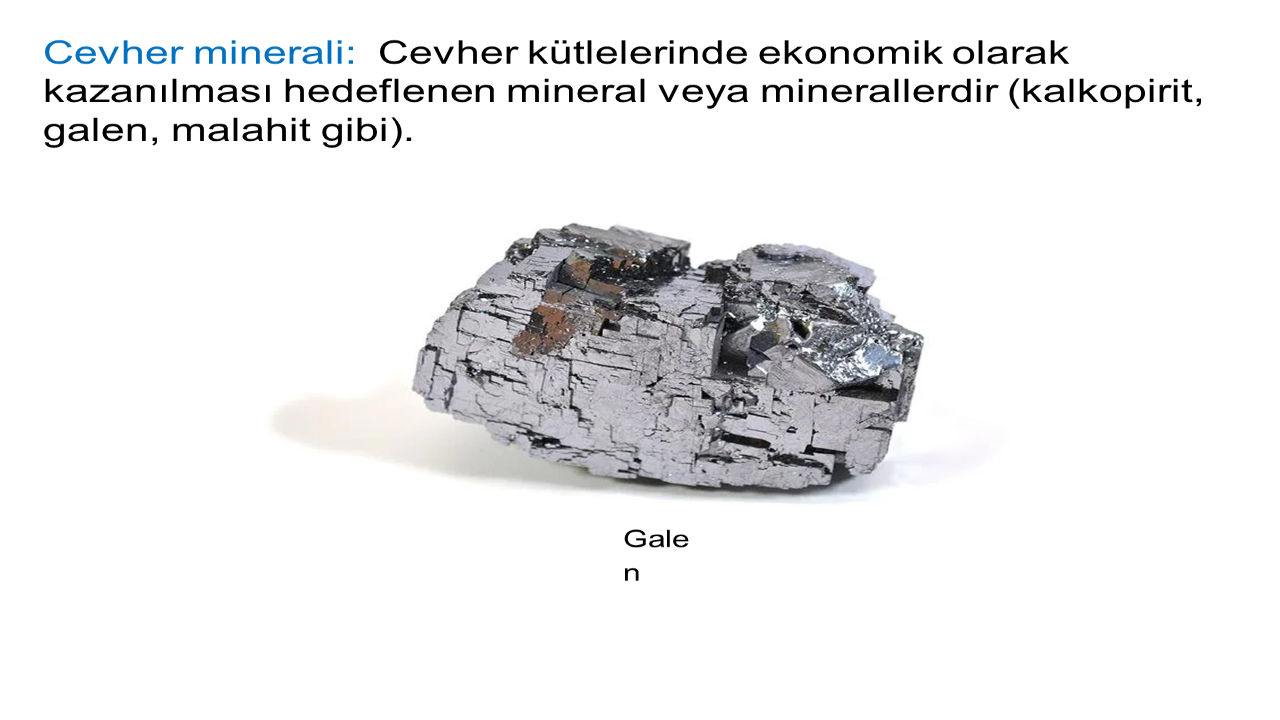 Cevher minerali: Cevher kütlelerinde ekonomik olarak
kazanılması hedeflenen mineral veya minerallerdir (kalkopirit,
galen, malahit gibi).
Gale
n